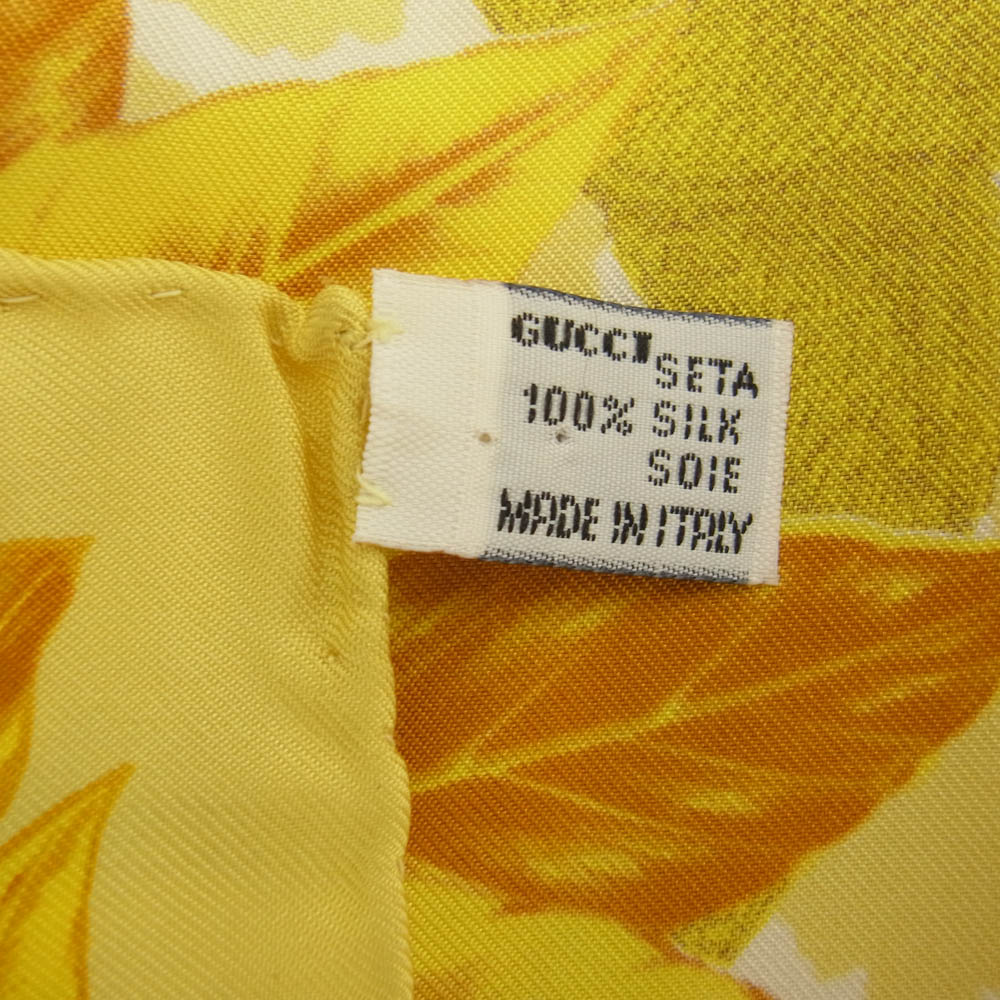 GUCCI
SETA
100% SILK
SOIE
MADE IN ITALY